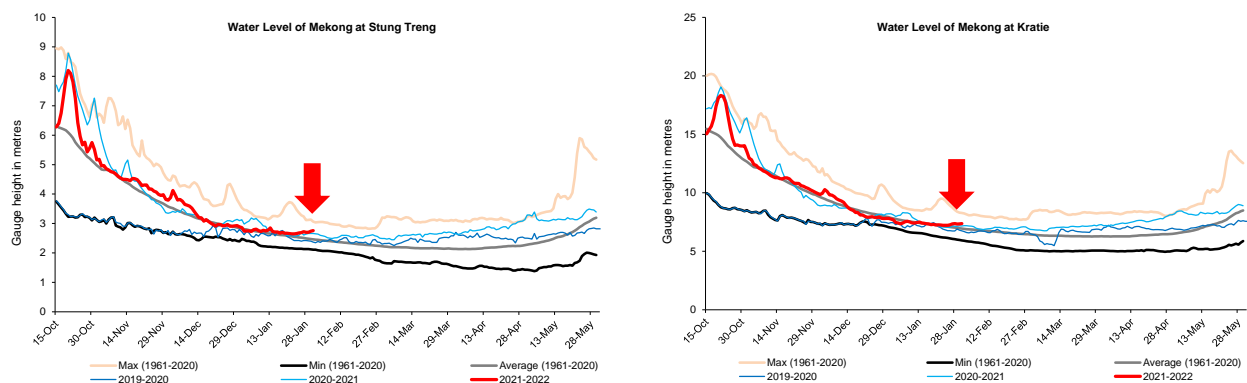 Water Level of Mekong at Stung Treng
Gauge height in metres
10
9
8
7
6
5
4
3
2
1
0
15-Oct
30-Oct
14-Nov
29-Nov
14-Dec
29-Dec
13-Jan
28-Jan
12-Feb
27-Feb
14-Mar
29-Mar
13-Apr
28-Apr
13-May
28-May
Max (1961-2020) Min (1961-2020) Average (1961-2020)
2019-2020 2020-2021 2021-2022
Water Level of Mekong at Kratie
Gauge height in metres
25
20
15
10
5
0
15-Oct
30-Oct
14-Nov
29-Nov
14-Dec
29-Dec
13-Jan
28-Jan
12-Feb
27-Feb
14-Mar
29-Mar
13-Apr
28-Apr
13-May
28-May
Max (1961-2020) Min (1961-2020) Average (1961-2020)
2019-2020 2020-2021 2021-2022